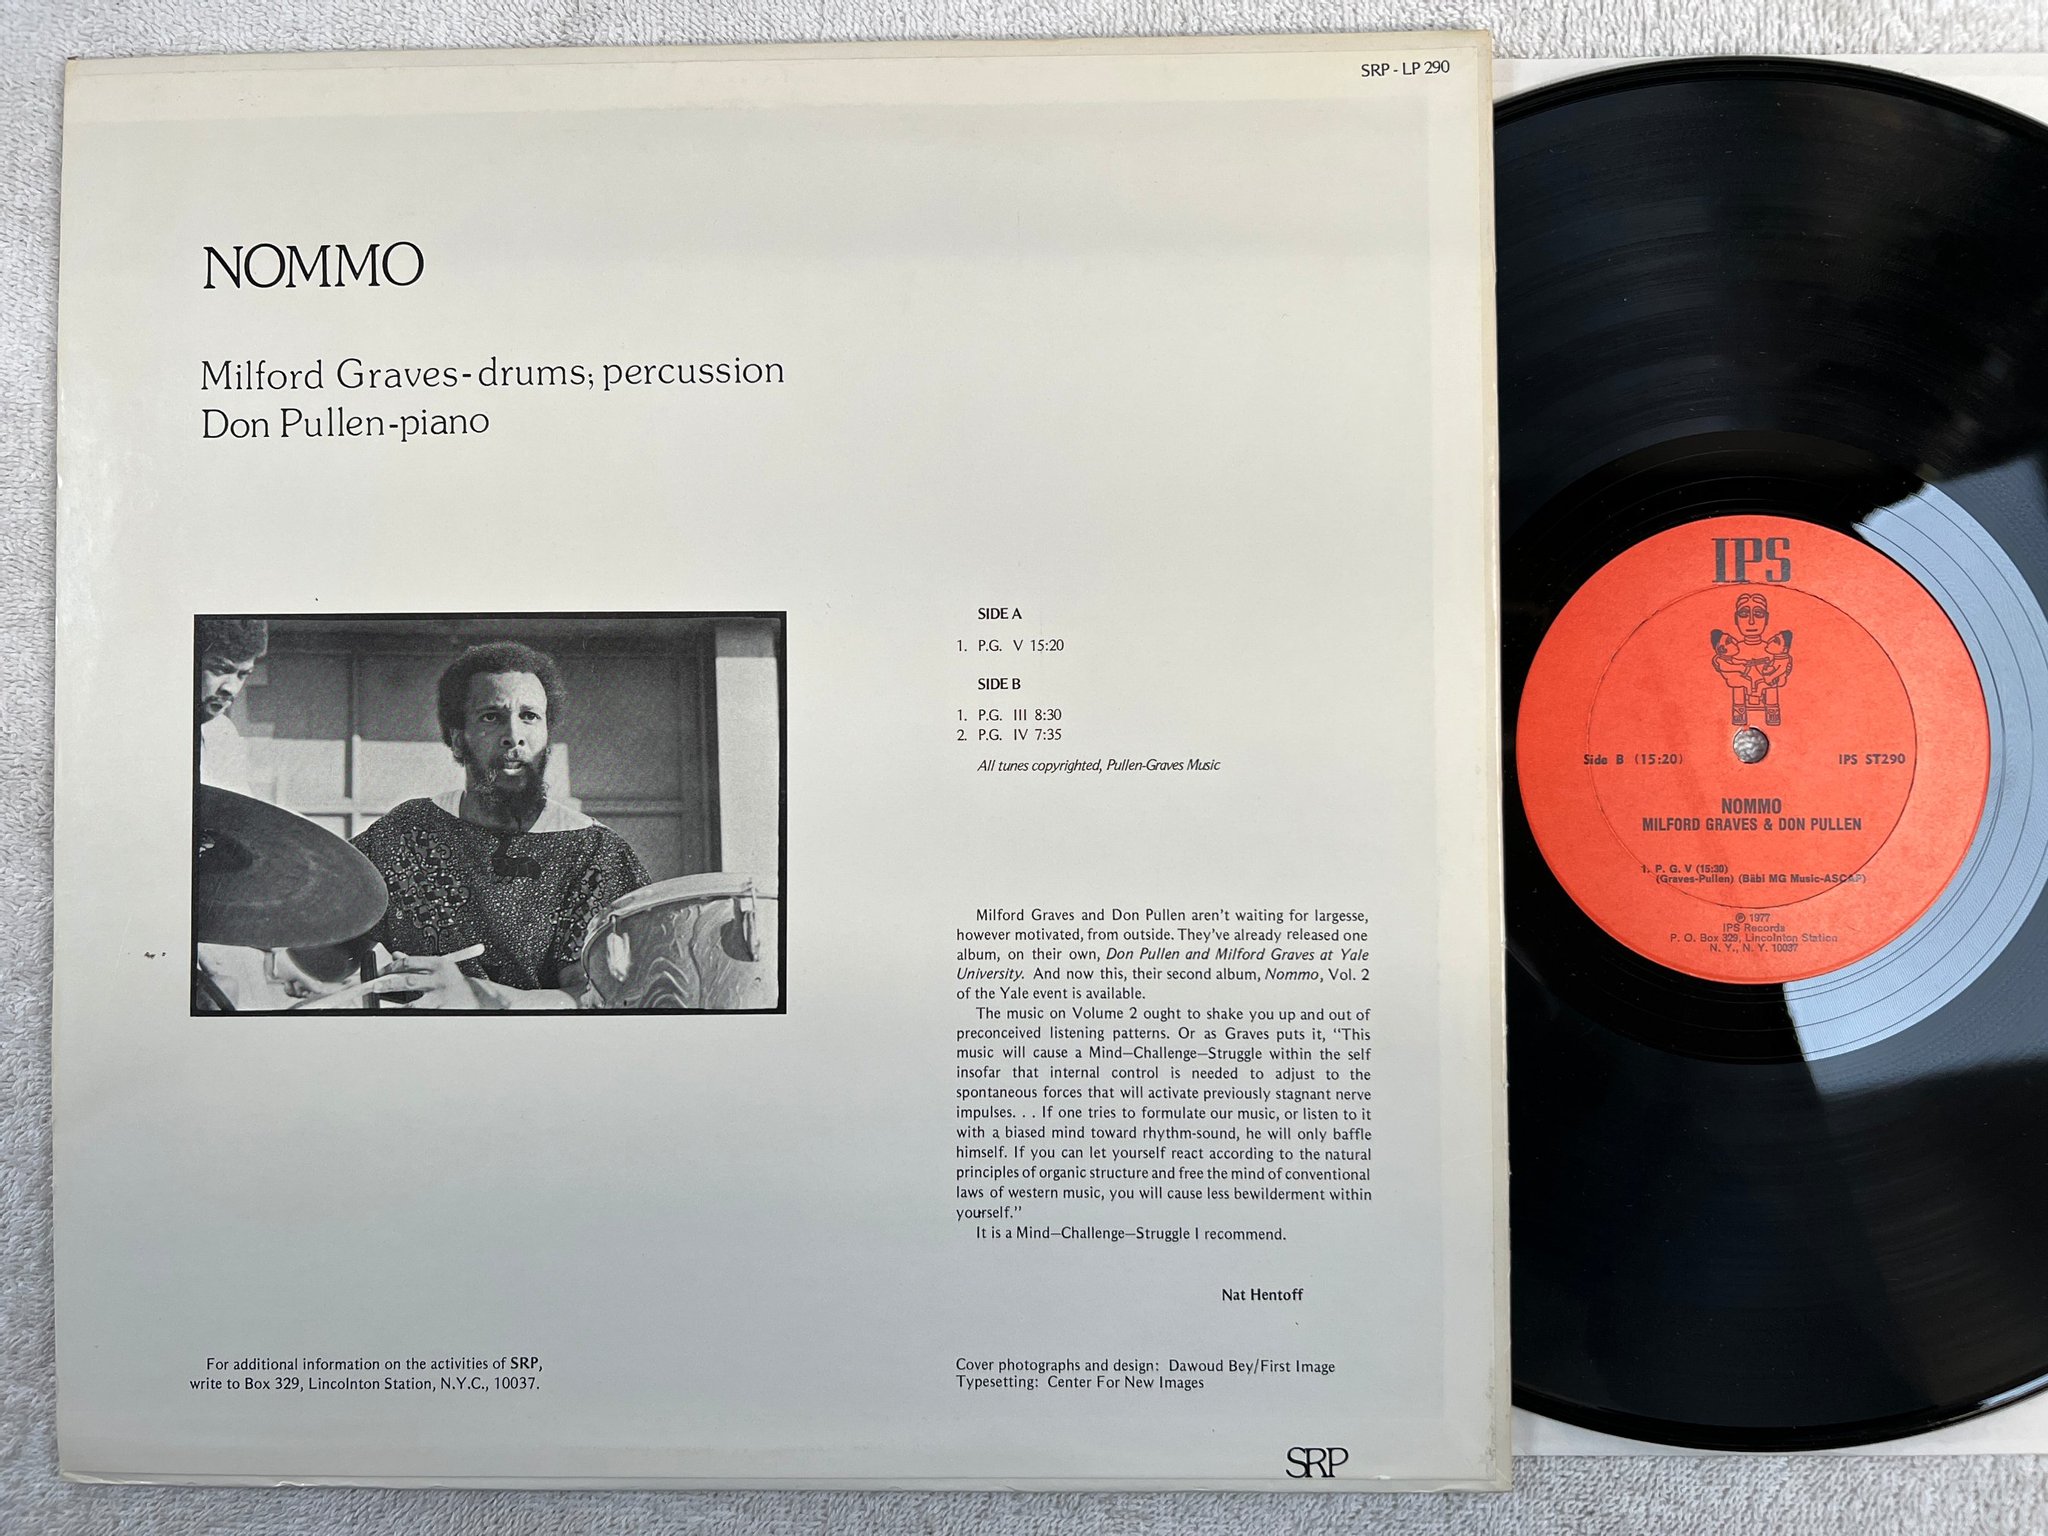 SRP - LP 290
NOMMO
Milford Graves-drums; percussion
Don Pullen-piano
SIDE A
1. P.G. V 15:20
SIDE B
1. P.G. III 8:30
2. P.G. IV 7:35
All tunes copyrighted, Pullen-Graves Music
Milford Graves and Don Pullen aren't waiting for largesse,
however motivated, from outside. They've already released one
album, on their own, Don Pullen and Milford Graves at Yale
University. And now this, their second album, Nommo, Vol. 2
of the Yale event is available.
The music on Volume 2 ought to shake you up and out of
preconceived listening patterns. Or as Graves puts it, "This
music will cause a Mind—Challenge—Struggle within the self
insofar that internal control is needed to adjust to the
spontaneous forces that will activate previously stagnant nerve
impulses. . . If one tries to formulate our music, or listen to it
with a biased mind toward rhythm-sound, he will only baffle
himself. If you can let yourself react according to the natural
principles of organic structure and free the mind of conventional
laws of western music, you will cause less bewilderment within
yourself."
It is a Mind—Challenge—Struggle I recommend.
Nat Hentoff
For additional information on the activities of SRP,
write to Box 329, Lincolnton Station, N.Y.C., 10037.
Cover photographs and design: Dawoud Bey/First Image
Typesetting: Center For New Images
SRP
IPS
Side B (15:20)
IPS ST290
NOMMO
MILFORD GRAVES & DON PULLEN
1. P. G. V (15:30)
(Graves-Pullen) (Bäbi MG Music-ASCAP)
℗ 1977
IPS Records
P. O. Box 329, Lincolnton Station
N. Y., N. Y. 10037